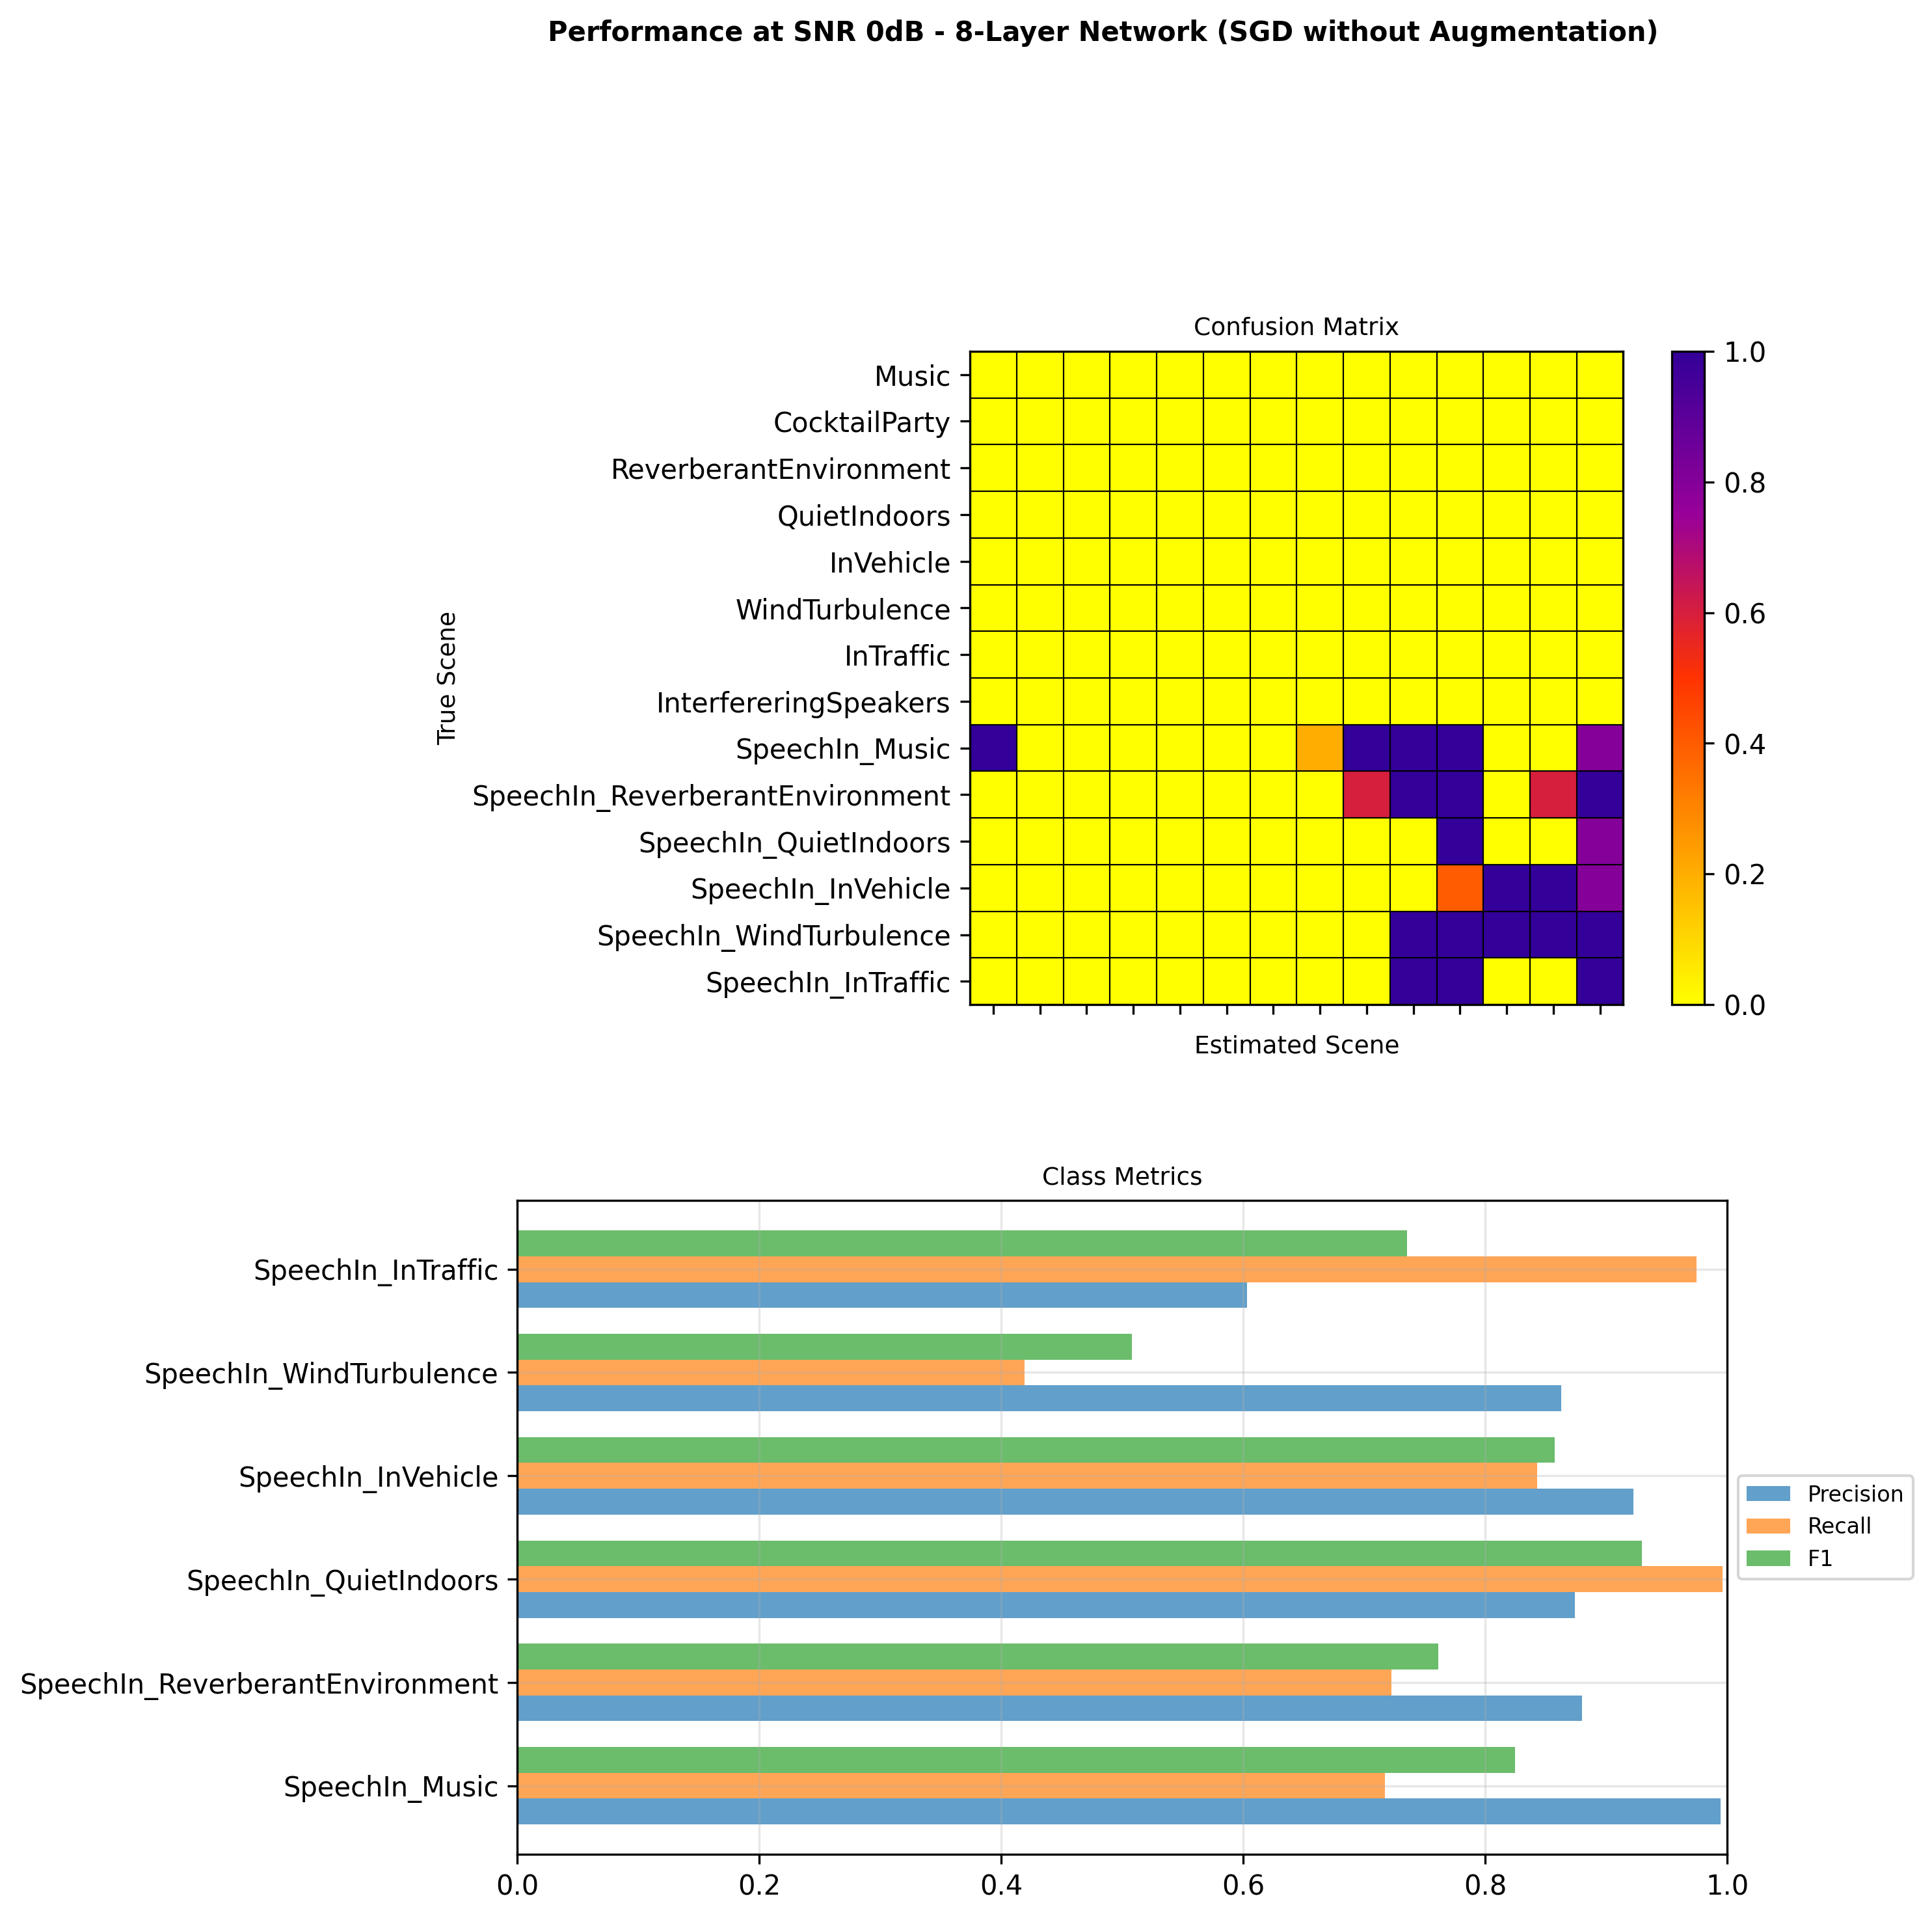 Performance at SNR 0dB - 8-Layer Network (SGD without Augmentation)
Confusion Matrix
True Scene
Music
CocktailParty
ReverberantEnvironment
QuietIndoors
InVehicle
WindTurbulence
InTraffic
InterfereringSpeakers
SpeechIn_Music
SpeechIn_ReverberantEnvironment
SpeechIn_QuietIndoors
SpeechIn_InVehicle
SpeechIn_WindTurbulence
SpeechIn_InTraffic
Estimated Scene
1.0
0.8
0.6
0.4
0.2
0.0
Class Metrics
SpeechIn_InTraffic
SpeechIn_WindTurbulence
SpeechIn_InVehicle
SpeechIn_QuietIndoors
SpeechIn_ReverberantEnvironment
SpeechIn_Music
0.0 0.2 0.4 0.6 0.8 1.0
Precision
Recall
F1